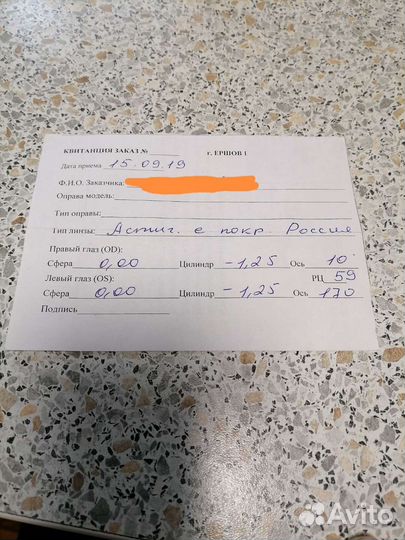 КВИТАНЦИЯ ЗАКАЗ № г. ЕРШОВ 1
Дата приема 15.09.19
Ф.И.О. Заказчика:
Оправа модель:
Тип оправы:
Тип линзы: Астиг. с покр. Россия
Правый глаз (OD):
Сфера 0,00 Цилиндр -1,25 Ось 10
Левый глаз (OS): РЦ 59
Сфера 0,00 Цилиндр -1,25 Ось 170
Подпись
Avito